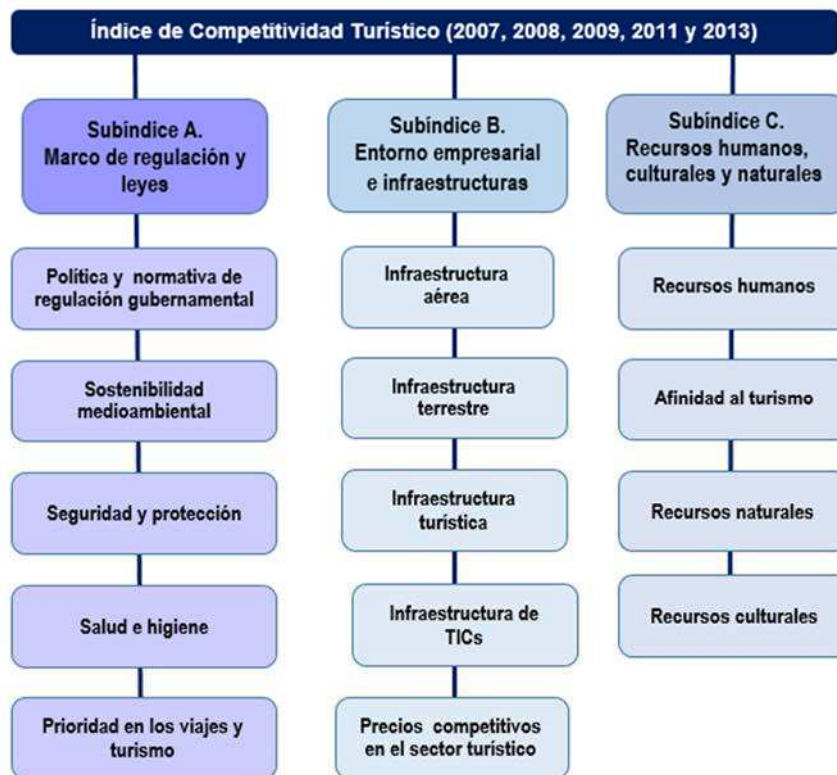 Índice de Competitividad Turístico (2007, 2008, 2009, 2011 y 2013)
Subíndice A.
Marco de regulación y
leyes
Política y normativa de
regulación gubernamental
Sostenibilidad
medioambiental
Seguridad y protección
Salud e higiene
Prioridad en los viajes y
turismo
Subíndice B.
Entorno empresarial
e infraestructuras
Infraestructura
aérea
Infraestructura
terrestre
Infraestructura
turística
Infraestructura de
TICs
Precios competitivos
en el sector turístico
Subíndice C.
Recursos humanos,
culturales y naturales
Recursos humanos
Afinidad al turismo
Recursos naturales
Recursos culturales